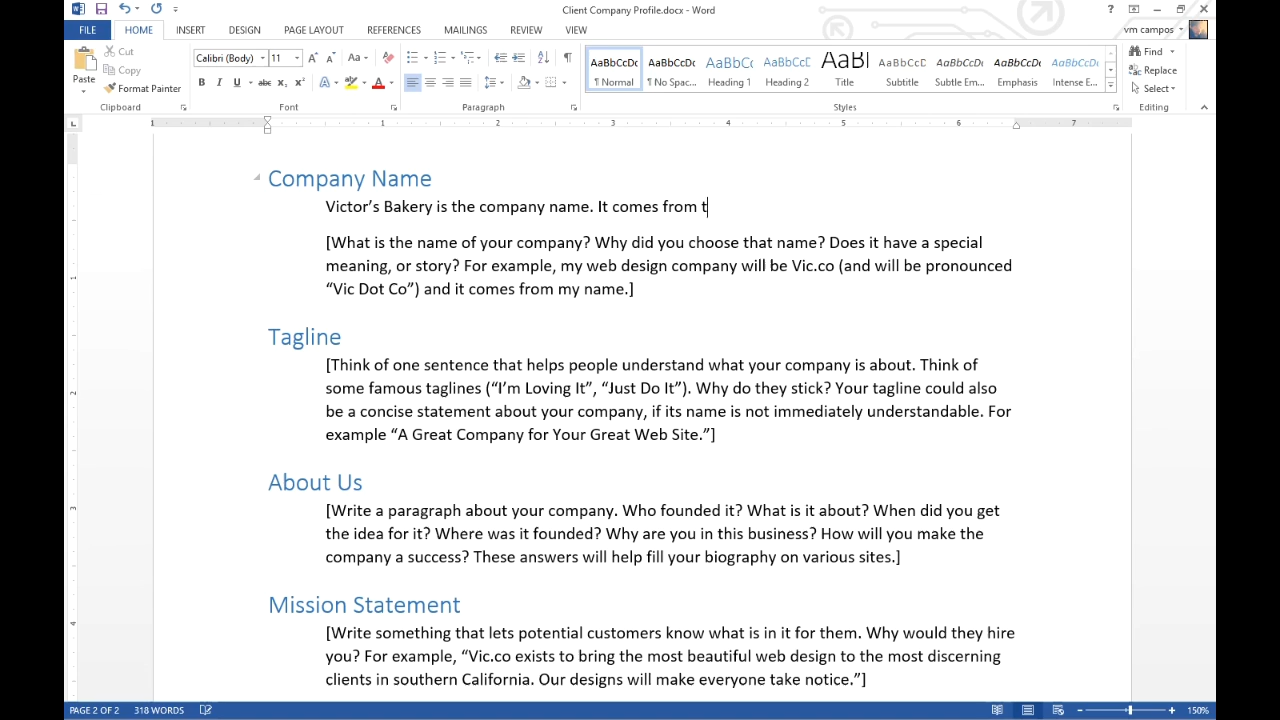 Client Company Profile.docx - Word
FILE HOME INSERT DESIGN PAGE LAYOUT REFERENCES MAILINGS REVIEW VIEW vm campos
Paste
Cut
Copy
Format Painter
Clipboard
Calibri (Body) 11
Font
Paragraph
AaBbCcDc AaBbCcDc AaBbCc AaBbCcC AaBl AaBbCcD AaBbCcDc AaBbCcDc AaBbCcDc
¶ Normal ¶ No Spac... Heading 1 Heading 2 Title Subtitle Subtle Em... Emphasis Intense E...
Styles
Find
Replace
Select
Editing
1 1 2 3 4 5 6 7
Company Name
Victor’s Bakery is the company name. It comes from t
[What is the name of your company? Why did you choose that name? Does it have a special
meaning, or story? For example, my web design company will be Vic.co (and will be pronounced
“Vic Dot Co”) and it comes from my name.]
Tagline
[Think of one sentence that helps people understand what your company is about. Think of
some famous taglines (“I’m Loving It”, “Just Do It”). Why do they stick? Your tagline could also
be a concise statement about your company, if its name is not immediately understandable. For
example “A Great Company for Your Great Web Site.”]
About Us
[Write a paragraph about your company. Who founded it? What is it about? When did you get
the idea for it? Where was it founded? Why are you in this business? How will you make the
company a success? These answers will help fill your biography on various sites.]
Mission Statement
[Write something that lets potential customers know what is in it for them. Why would they hire
you? For example, “Vic.co exists to bring the most beautiful web design to the most discerning
clients in southern California. Our designs will make everyone take notice.”]
PAGE 2 OF 2 318 WORDS 150%